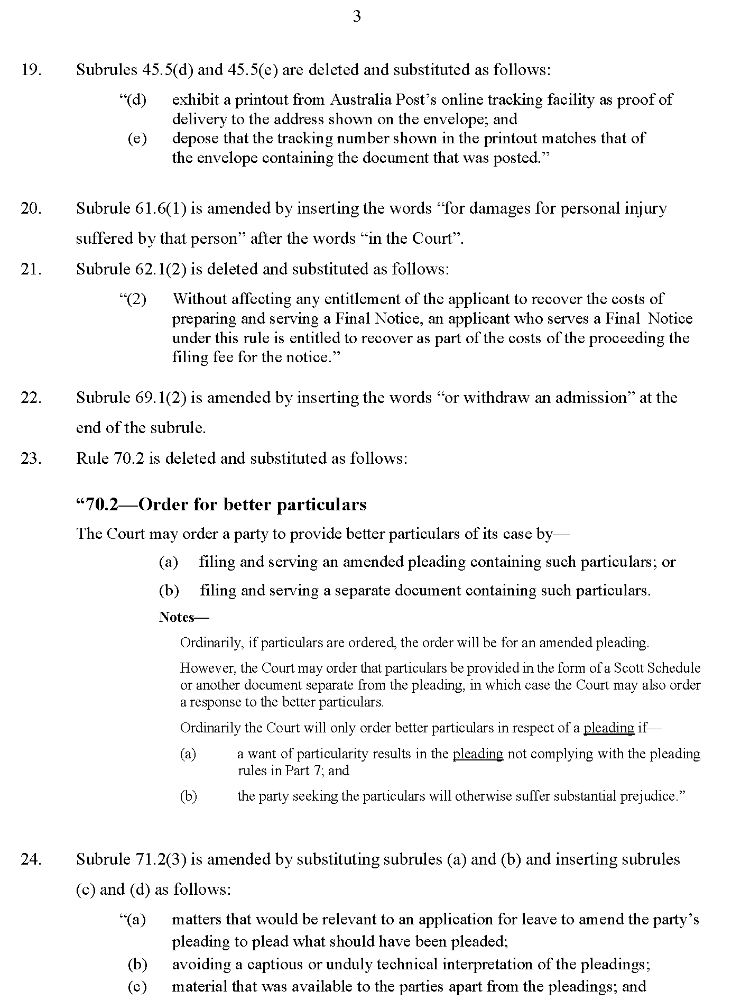 3
19. Subrules 45.5(d) and 45.5(e) are deleted and substituted as follows:
“(d) exhibit a printout from Australia Post’s online tracking facility as proof of
delivery to the address shown on the envelope; and
(e) depose that the tracking number shown in the printout matches that of
the envelope containing the document that was posted.”
20. Subrule 61.6(1) is amended by inserting the words “for damages for personal injury
suffered by that person” after the words “in the Court”.
21. Subrule 62.1(2) is deleted and substituted as follows:
“(2) Without affecting any entitlement of the applicant to recover the costs of
preparing and serving a Final Notice, an applicant who serves a Final Notice
under this rule is entitled to recover as part of the costs of the proceeding the
filing fee for the notice.”
22. Subrule 69.1(2) is amended by inserting the words “or withdraw an admission” at the
end of the subrule.
23. Rule 70.2 is deleted and substituted as follows:
“70.2—Order for better particulars
The Court may order a party to provide better particulars of its case by—
(a) filing and serving an amended pleading containing such particulars; or
(b) filing and serving a separate document containing such particulars.
Notes—
Ordinarily, if particulars are ordered, the order will be for an amended pleading.
However, the Court may order that particulars be provided in the form of a Scott Schedule
or another document separate from the pleading, in which case the Court may also order
a response to the better particulars.
Ordinarily the Court will only order better particulars in respect of a pleading if—
(a) a want of particularity results in the pleading not complying with the pleading
rules in Part 7; and
(b) the party seeking the particulars will otherwise suffer substantial prejudice.”
24. Subrule 71.2(3) is amended by substituting subrules (a) and (b) and inserting subrules
(c) and (d) as follows:
“(a) matters that would be relevant to an application for leave to amend the party’s
pleading to plead what should have been pleaded;
(b) avoiding a captious or unduly technical interpretation of the pleadings;
(c) material that was available to the parties apart from the pleadings; and